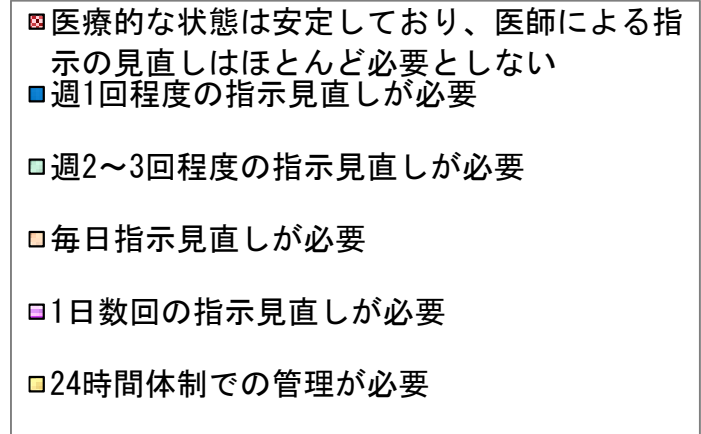 医療的な状態は安定しており、医師による指
示の見直しはほとんど必要としない
週1回程度の指示見直しが必要
週2～3回程度の指示見直しが必要
毎日指示見直しが必要
1日数回の指示見直しが必要
24時間体制での管理が必要